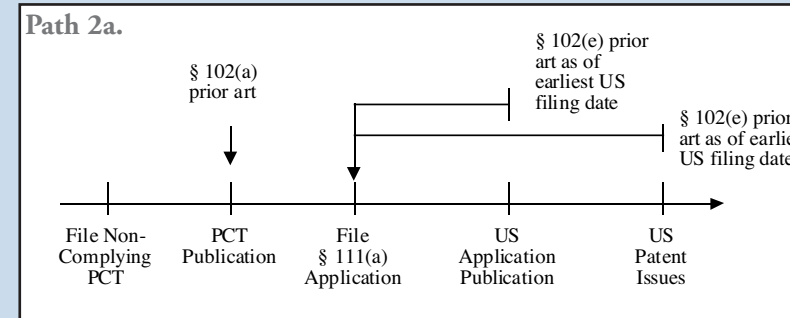 Path 2a.
§ 102(a)
prior art
§ 102(e) prior
art as of
earliest US
filing date
§ 102(e) prior
art as of
US filing date
File Non-
Complying
PCT
PCT
Publication
File
§ 111(a)
Application
US
Application
Publication
US
Patent
Issues